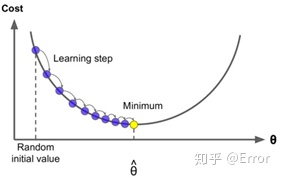 Cost
Learning step
Minimum
θ
Random
initial value
θ̂
知乎 @Error